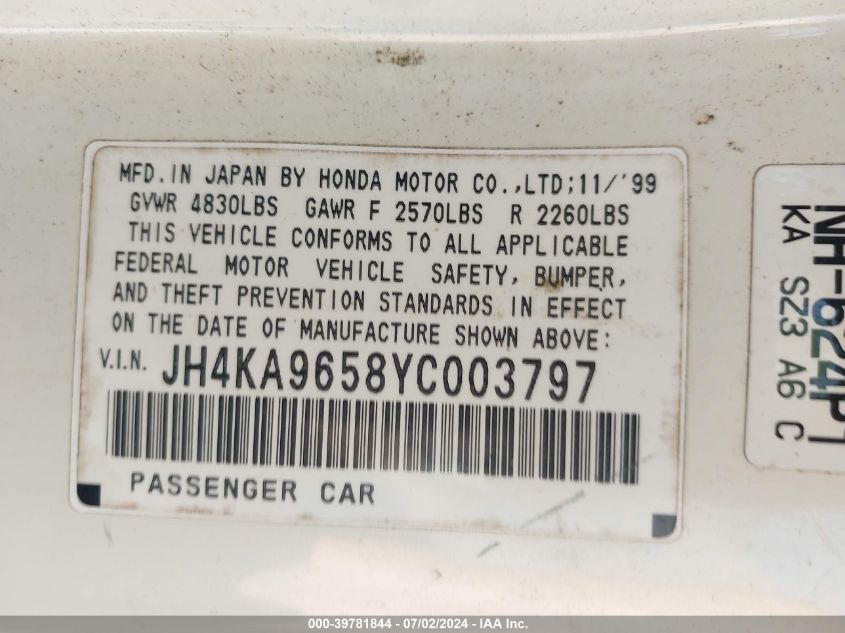 MFD. IN JAPAN BY HONDA MOTOR CO., LTD; 11/'99
GVWR 4830LBS GAWR F 2570LBS R 2260LBS
THIS VEHICLE CONFORMS TO ALL APPLICABLE
FEDERAL MOTOR VEHICLE SAFETY, BUMPER,
AND THEFT PREVENTION STANDARDS IN EFFECT
ON THE DATE OF MANUFACTURE SHOWN ABOVE:
V.I.N. JH4KA9658YC003797
PASSENGER CAR
NH-624P1
KA SZ3 A6 C
000-39781844 / 07/02/2024 - IAA Inc.